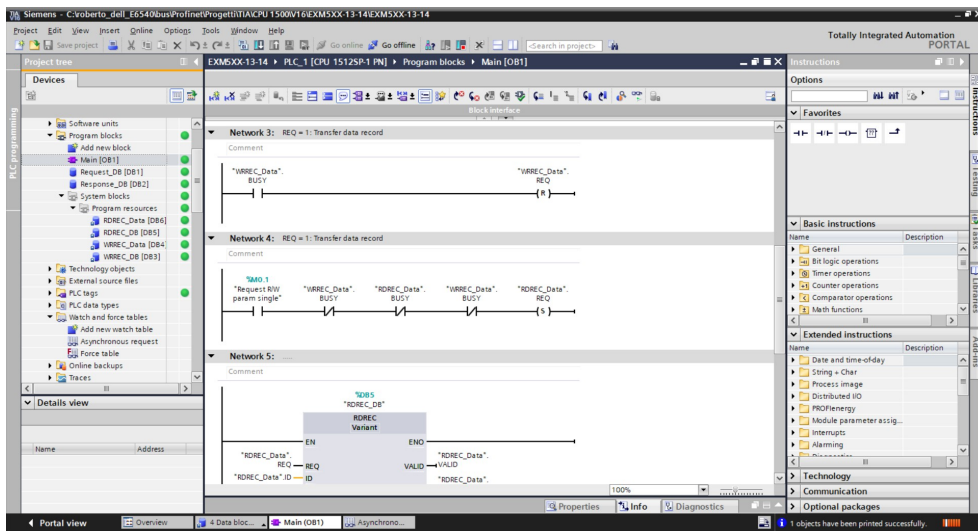 Siemens - C:\roberto_dell_E6540\bus\Profinet\Progetti\TIA\CPU 1500\V16\EXM5XX-13-14\EXM5XX-13-14
Project Edit View Insert Online Options Tools Window Help
Totally Integrated Automation
PORTAL
Save project
Go online
Go offline
<Search in project>
Project tree
EXM5XX-13-14 ▸ PLC_1 [CPU 1512SP-1 PN] ▸ Program blocks ▸ Main [OB1]
Instructions
Devices
Options
Block interface
PLC programming
Software units
Program blocks
Add new block
Main [OB1]
Request_DB [DB1]
Response_DB [DB2]
System blocks
Program resources
RDREC_Data [DB6]
RDREC_DB [DB5]
WRREC_Data [DB4
WRREC_DB [DB3]
Technology objects
External source files
PLC tags
PLC data types
Watch and force tables
Add new watch table
Asynchronous request
Force table
Online backups
Traces
Details view
Name Address
Network 3: REQ = 1: Transfer data record
Comment
"WRREC_Data".
BUSY
"WRREC_Data".
REQ
R
Network 4: REQ = 1: Transfer data record
Comment
%M0.1
"Request R/W
param single"
"WRREC_Data".
BUSY
"RDREC_Data".
BUSY
"WRREC_Data".
BUSY
"RDREC_Data".
REQ
S
Network 5: .....
Comment
%DB5
"RDREC_DB"
RDREC
Variant
EN ENO
"RDREC_Data".
REQ REQ
"RDREC_Data".
VALID VALID
"RDREC_Data".ID ID
"RDREC_Data".
100%
Properties Info Diagnostics
Favorites
Basic instructions
Name Description
General
Bit logic operations
Timer operations
Counter operations
Comparator operations
Math functions
Extended instructions
Name Description
Date and time-of-day
String + Char
Process image
Distributed I/O
PROFIenergy
Module parameter assig...
Interrupts
Alarming
Technology
Communication
Optional packages
Instructions
Testing
Tasks
Libraries
Add-ins
Portal view
Overview
4 Data bloc...
Main (OB1)
Asynchrono...
1 objects have been printed successfully.